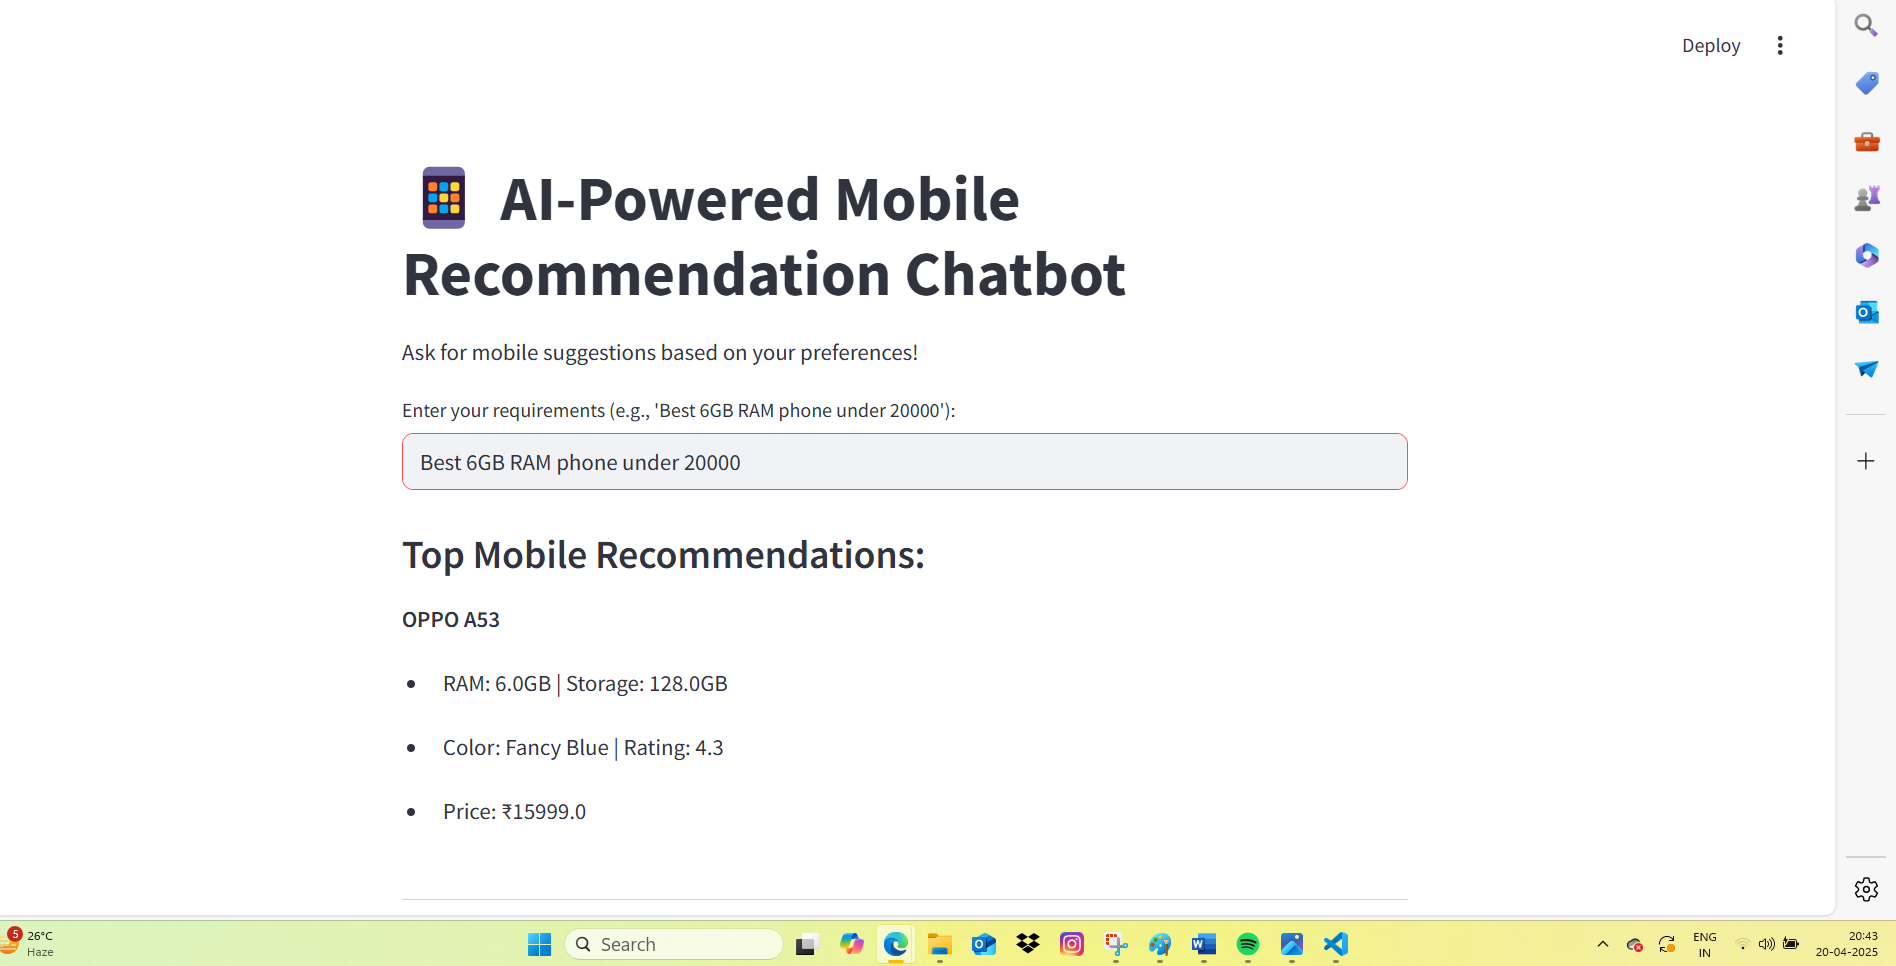 Deploy
AI-Powered Mobile
Recommendation Chatbot
Ask for mobile suggestions based on your preferences!
Enter your requirements (e.g., 'Best 6GB RAM phone under 20000'):
Best 6GB RAM phone under 20000
Top Mobile Recommendations:
OPPO A53
RAM: 6.0GB | Storage: 128.0GB
Color: Fancy Blue | Rating: 4.3
Price: ₹15999.0
5
26°C
Haze
Search
ENG
IN
20:43
20-04-2025